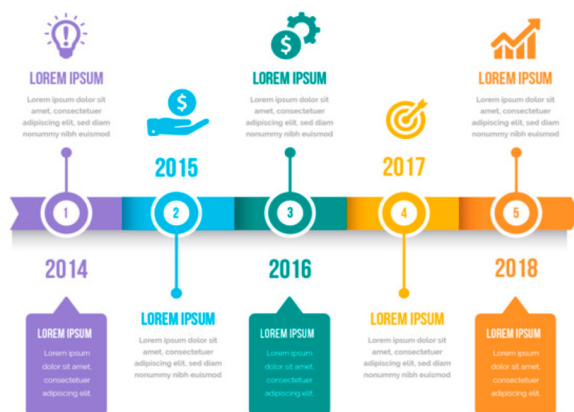 LOREM IPSUM
Lorem ipsum dolor sit
amet, consectetuer
adipiscing elit, sed diam
nonummy nibh euismod
LOREM IPSUM
Lorem ipsum dolor sit
amet, consectetuer
adipiscing elit, sed diam
nonummy nibh euismod
LOREM IPSUM
Lorem ipsum dolor sit
amet, consectetuer
adipiscing elit, sed diam
nonummy nibh euismod
$
$
2015
2017
1
2
3
4
5
2014
2016
2018
LOREM IPSUM
Lorem ipsum
dolor sit amet,
consectetuer
adipiscing elit.
LOREM IPSUM
Lorem ipsum dolor sit
amet, consectetuer
adipiscing elit, sed diam
nonummy nibh euismod
LOREM IPSUM
Lorem ipsum
dolor sit amet,
consectetuer
adipiscing elit.
LOREM IPSUM
Lorem ipsum dolor sit
amet, consectetuer
adipiscing elit, sed diam
nonummy nibh euismod
LOREM IPSUM
Lorem ipsum
dolor sit amet,
consectetuer
adipiscing elit.